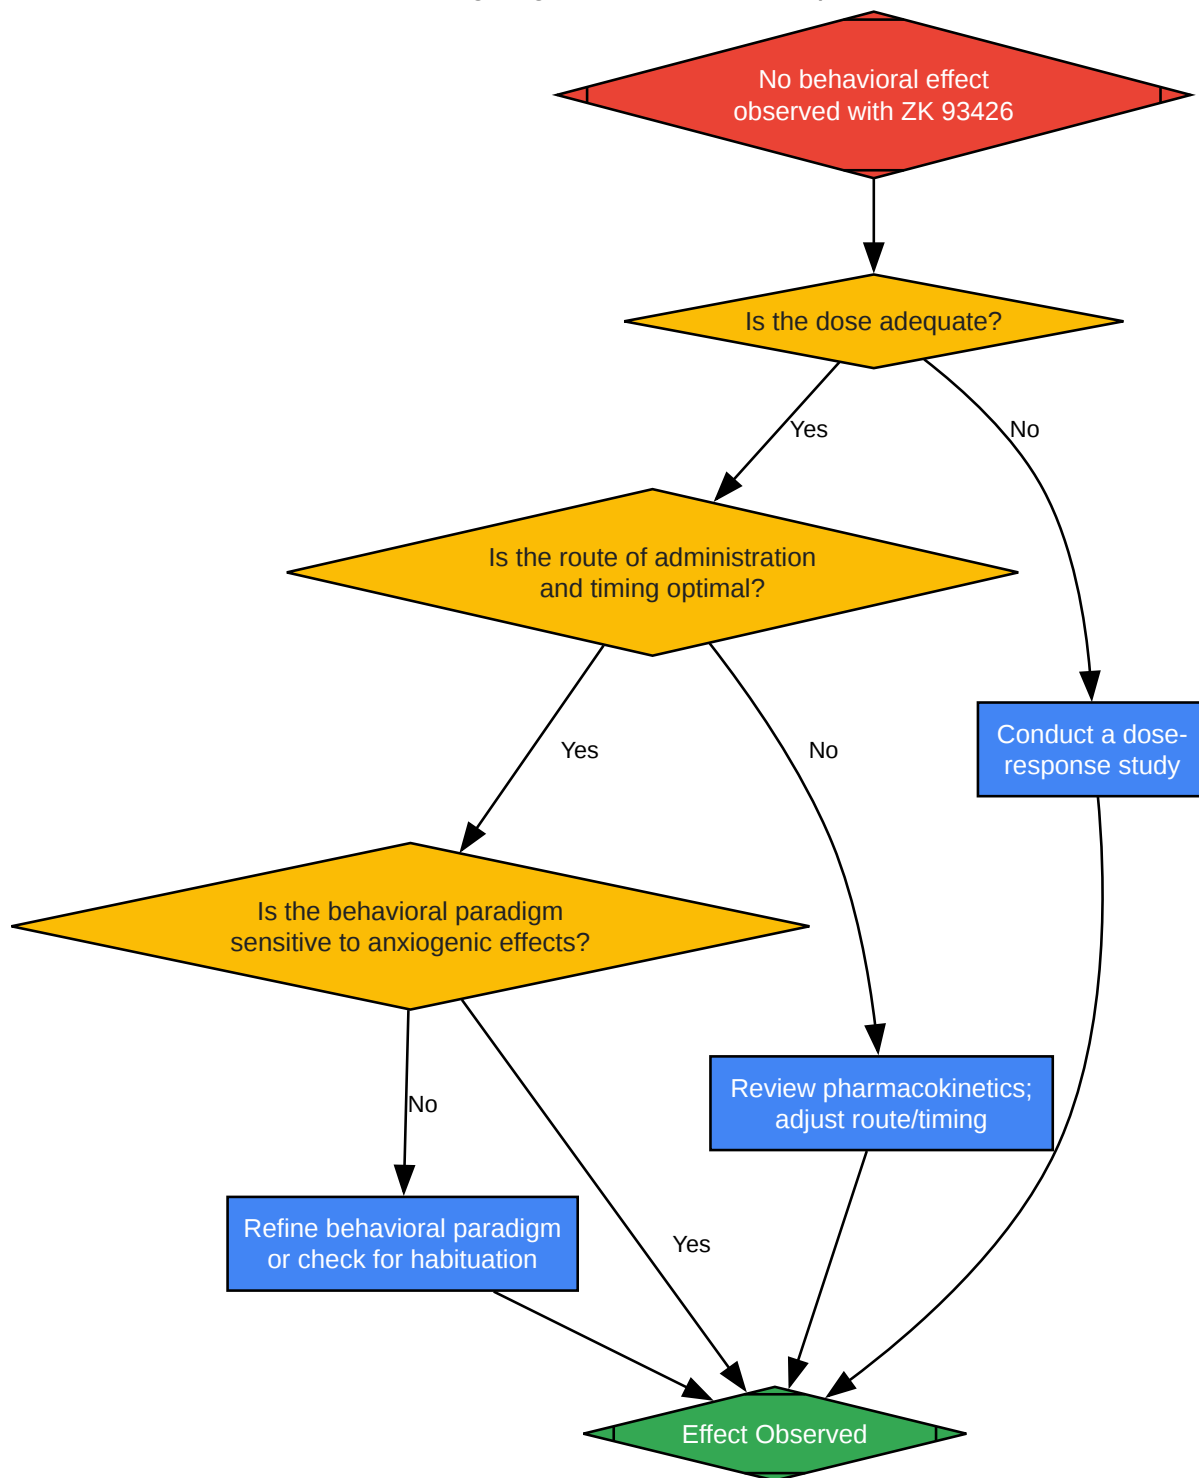 No behavioral effect
observed with ZK 93426
Is the dose adequate?
Yes
No
Is the route of administration
and timing optimal?
Conduct a dose-
response study
Yes
No
Is the behavioral paradigm
sensitive to anxiogenic effects?
Review pharmacokinetics;
adjust route/timing
No
Refine behavioral paradigm
or check for habituation
Yes
Effect Observed